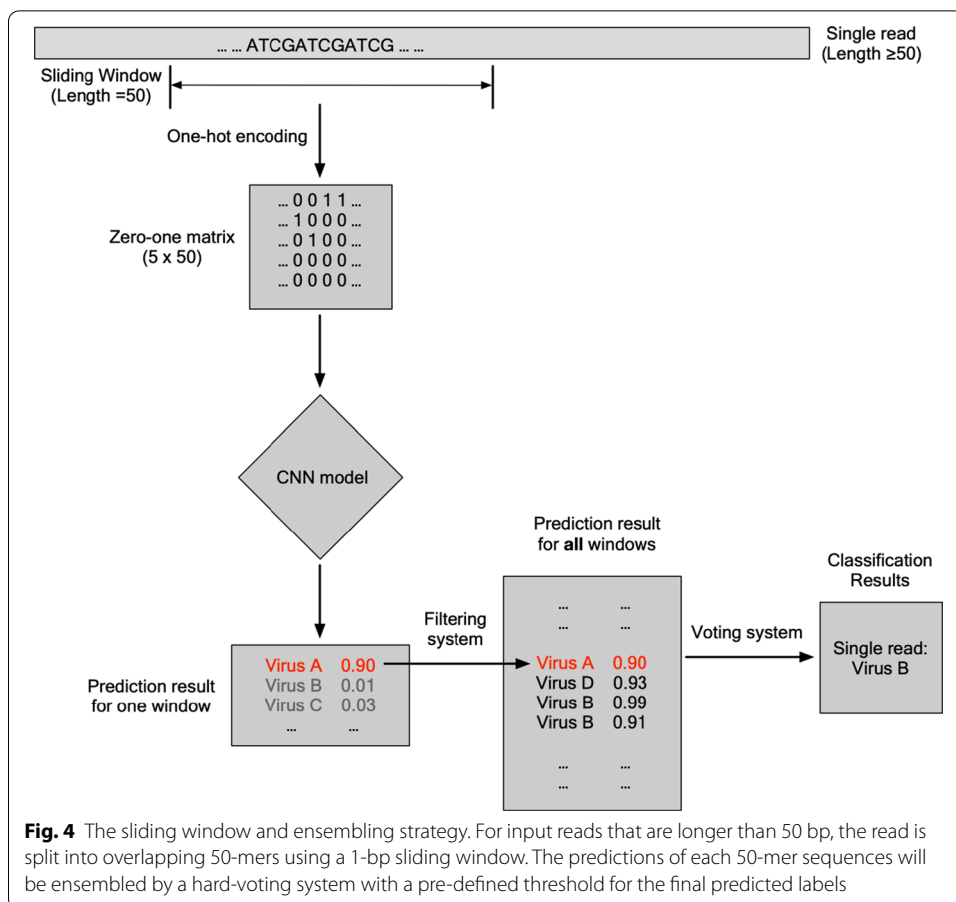 ... ... ATCGATCGATCG ... ...
Single read
(Length ≥50)
Sliding Window
(Length =50)
One-hot encoding
Zero-one matrix
(5 x 50)
... 0 0 1 1 ...
... 1 0 0 0 ...
... 0 1 0 0 ...
... 0 0 0 0 ...
... 0 0 0 0 ...
CNN model
Prediction result
for one window
Virus A 0.90
Virus B 0.01
Virus C 0.03
... ...
Filtering
system
Prediction result
for all windows
... ...
... ...
Virus A 0.90
Virus D 0.93
Virus B 0.99
Virus B 0.91
... ...
... ...
Voting system
Classification
Results
Single read:
Virus B
Fig. 4 The sliding window and ensembling strategy. For input reads that are longer than 50 bp, the read is
split into overlapping 50-mers using a 1-bp sliding window. The predictions of each 50-mer sequences will
be ensembled by a hard-voting system with a pre-defined threshold for the final predicted labels